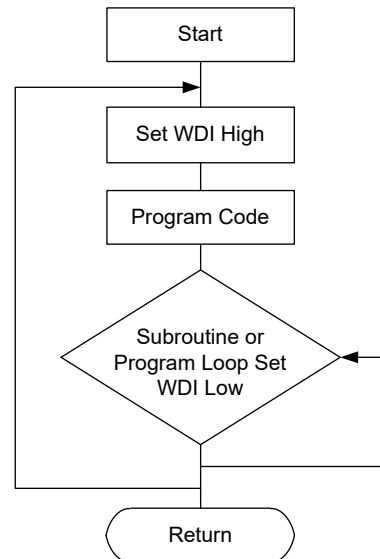 Start
Set WDI High
Program Code
Subroutine or
Program Loop Set
WDI Low
Return